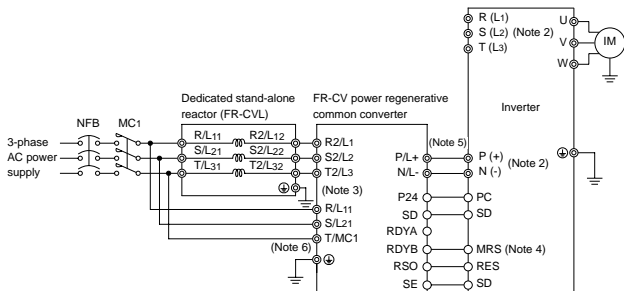 R (L1)
S (L2) (Note 2)
T (L3)
U
V
W
IM
Dedicated stand-alone
reactor (FR-CVL)
FR-CV power regenerative
common converter
Inverter
NFB
MC1
3-phase
AC power
supply
R/L11
R2/L12
S/L21
S2/L22
T/L31
T2/L32
R2/L1
S2/L2
T2/L3
(Note 3)
R/L11
S/L21
T/MC1
(Note 6)
P/L+
(Note 5)
P (+)
(Note 2)
N/L-
N (-)
P24
PC
SD
SD
RDYA
RDYB
MRS (Note 4)
RSO
RES
SE
SD